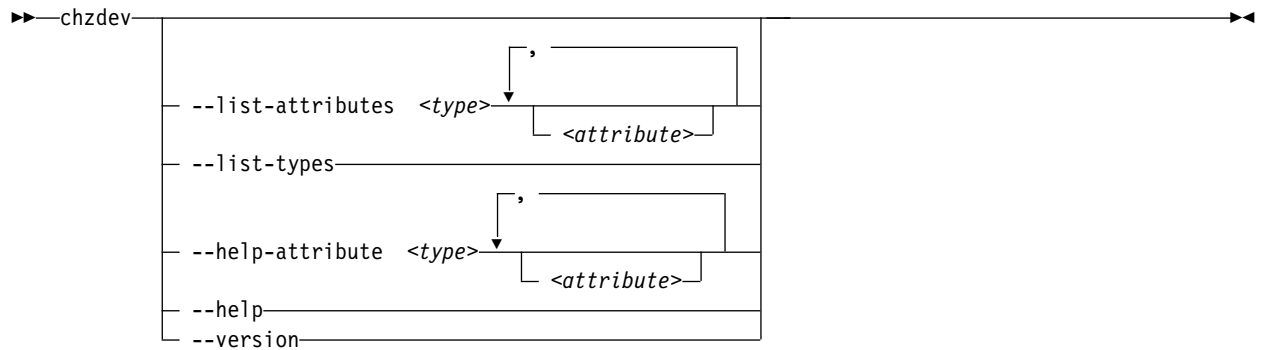 chzdev
,
--list-attributes <type>
<attribute>
--list-types
,
--help-attribute <type>
<attribute>
--help
--version